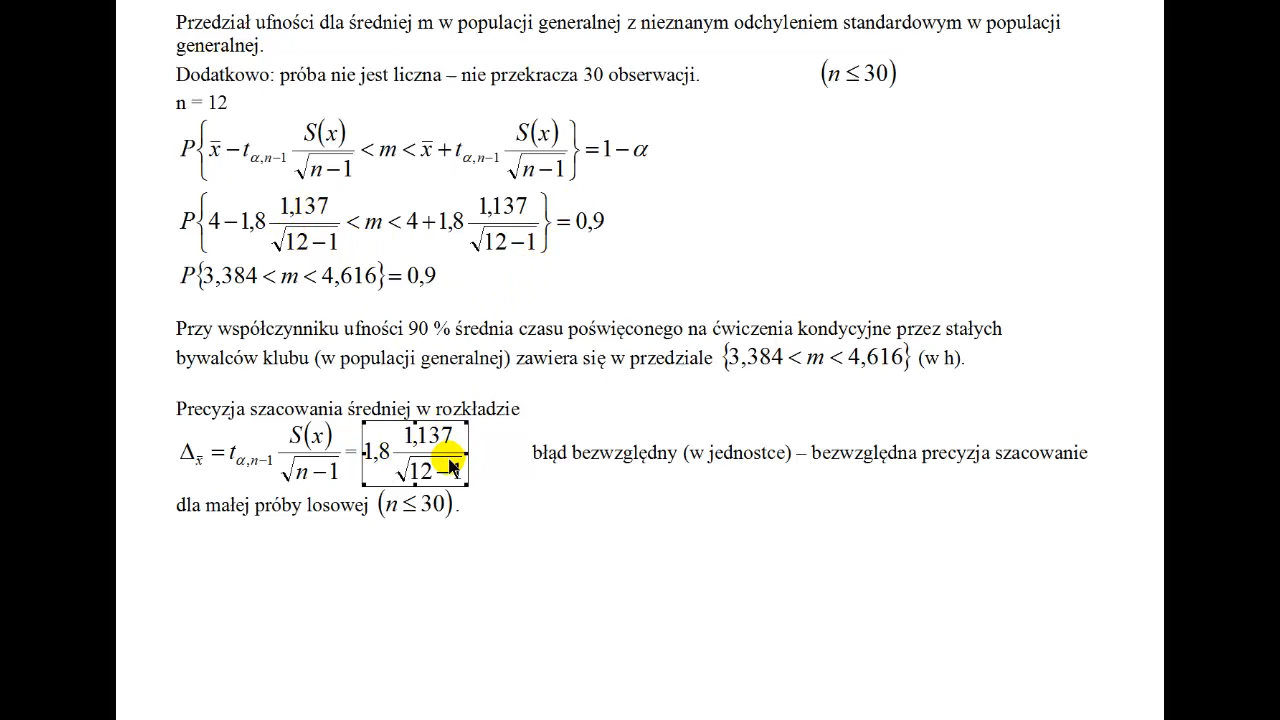 Przedział ufności dla średniej m w populacji generalnej z nieznanym odchyleniem standardowym w populacji
generalnej.
Dodatkowo: próba nie jest liczna – nie przekracza 30 obserwacji. (n ≤ 30)
n = 12
P{x̄ − t_{α,n−1} S(x)/√(n−1) < m < x̄ + t_{α,n−1} S(x)/√(n−1)} = 1 − α
P{4 − 1,8 1,137/√(12−1) < m < 4 + 1,8 1,137/√(12−1)} = 0,9
P{3,384 < m < 4,616} = 0,9
Przy współczynniku ufności 90 % średnia czasu poświęconego na ćwiczenia kondycyjne przez stałych
bywalców klubu (w populacji generalnej) zawiera się w przedziale {3,384 < m < 4,616} (w h).
Precyzja szacowania średniej w rozkładzie
Δ_x̄ = t_{α,n−1} S(x)/√(n−1) = 1,8 1,137/√(12−1) błąd bezwzględny (w jednostce) – bezwzględna precyzja szacowanie
dla małej próby losowej (n ≤ 30).